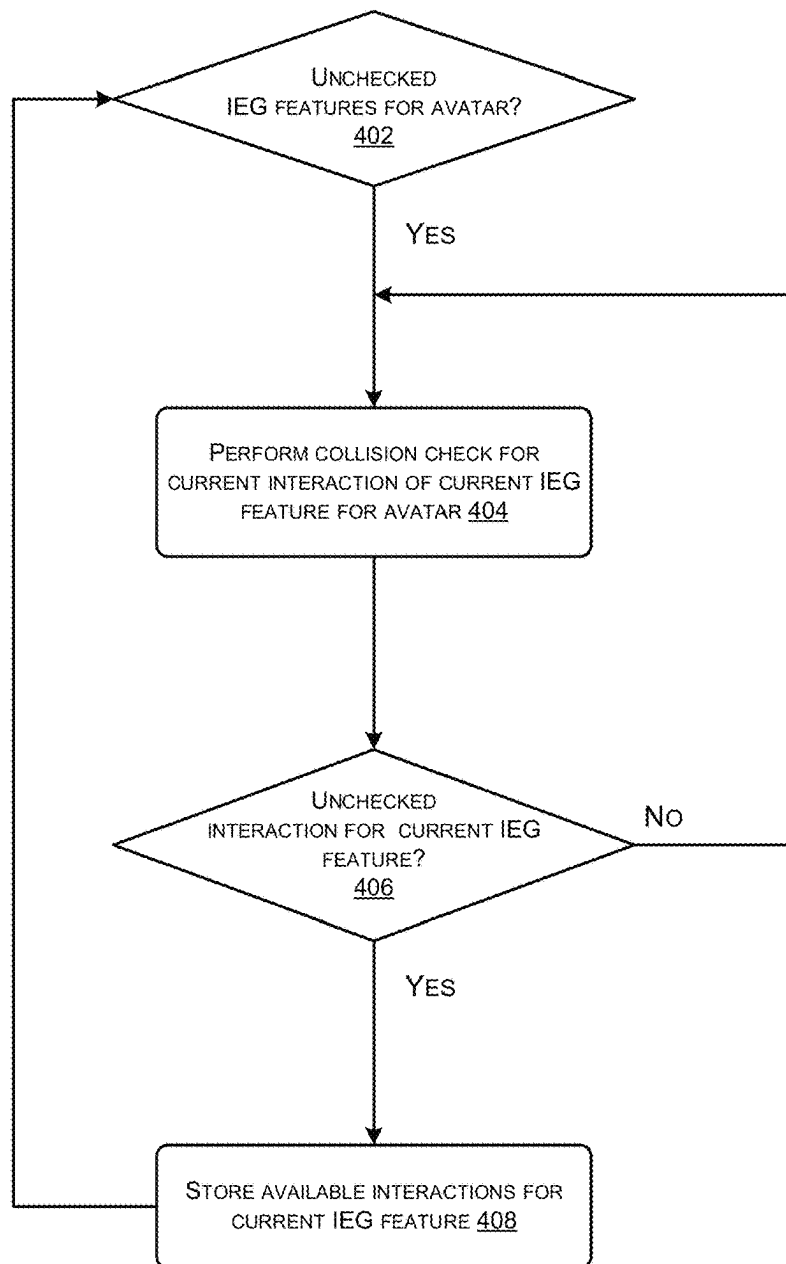 UNCHECKED
IEG FEATURES FOR AVATAR?
402
YES
PERFORM COLLISION CHECK FOR
CURRENT INTERACTION OF CURRENT IEG
FEATURE FOR AVATAR 404
UNCHECKED
INTERACTION FOR CURRENT IEG
FEATURE?
406
NO
YES
STORE AVAILABLE INTERACTIONS FOR
CURRENT IEG FEATURE 408